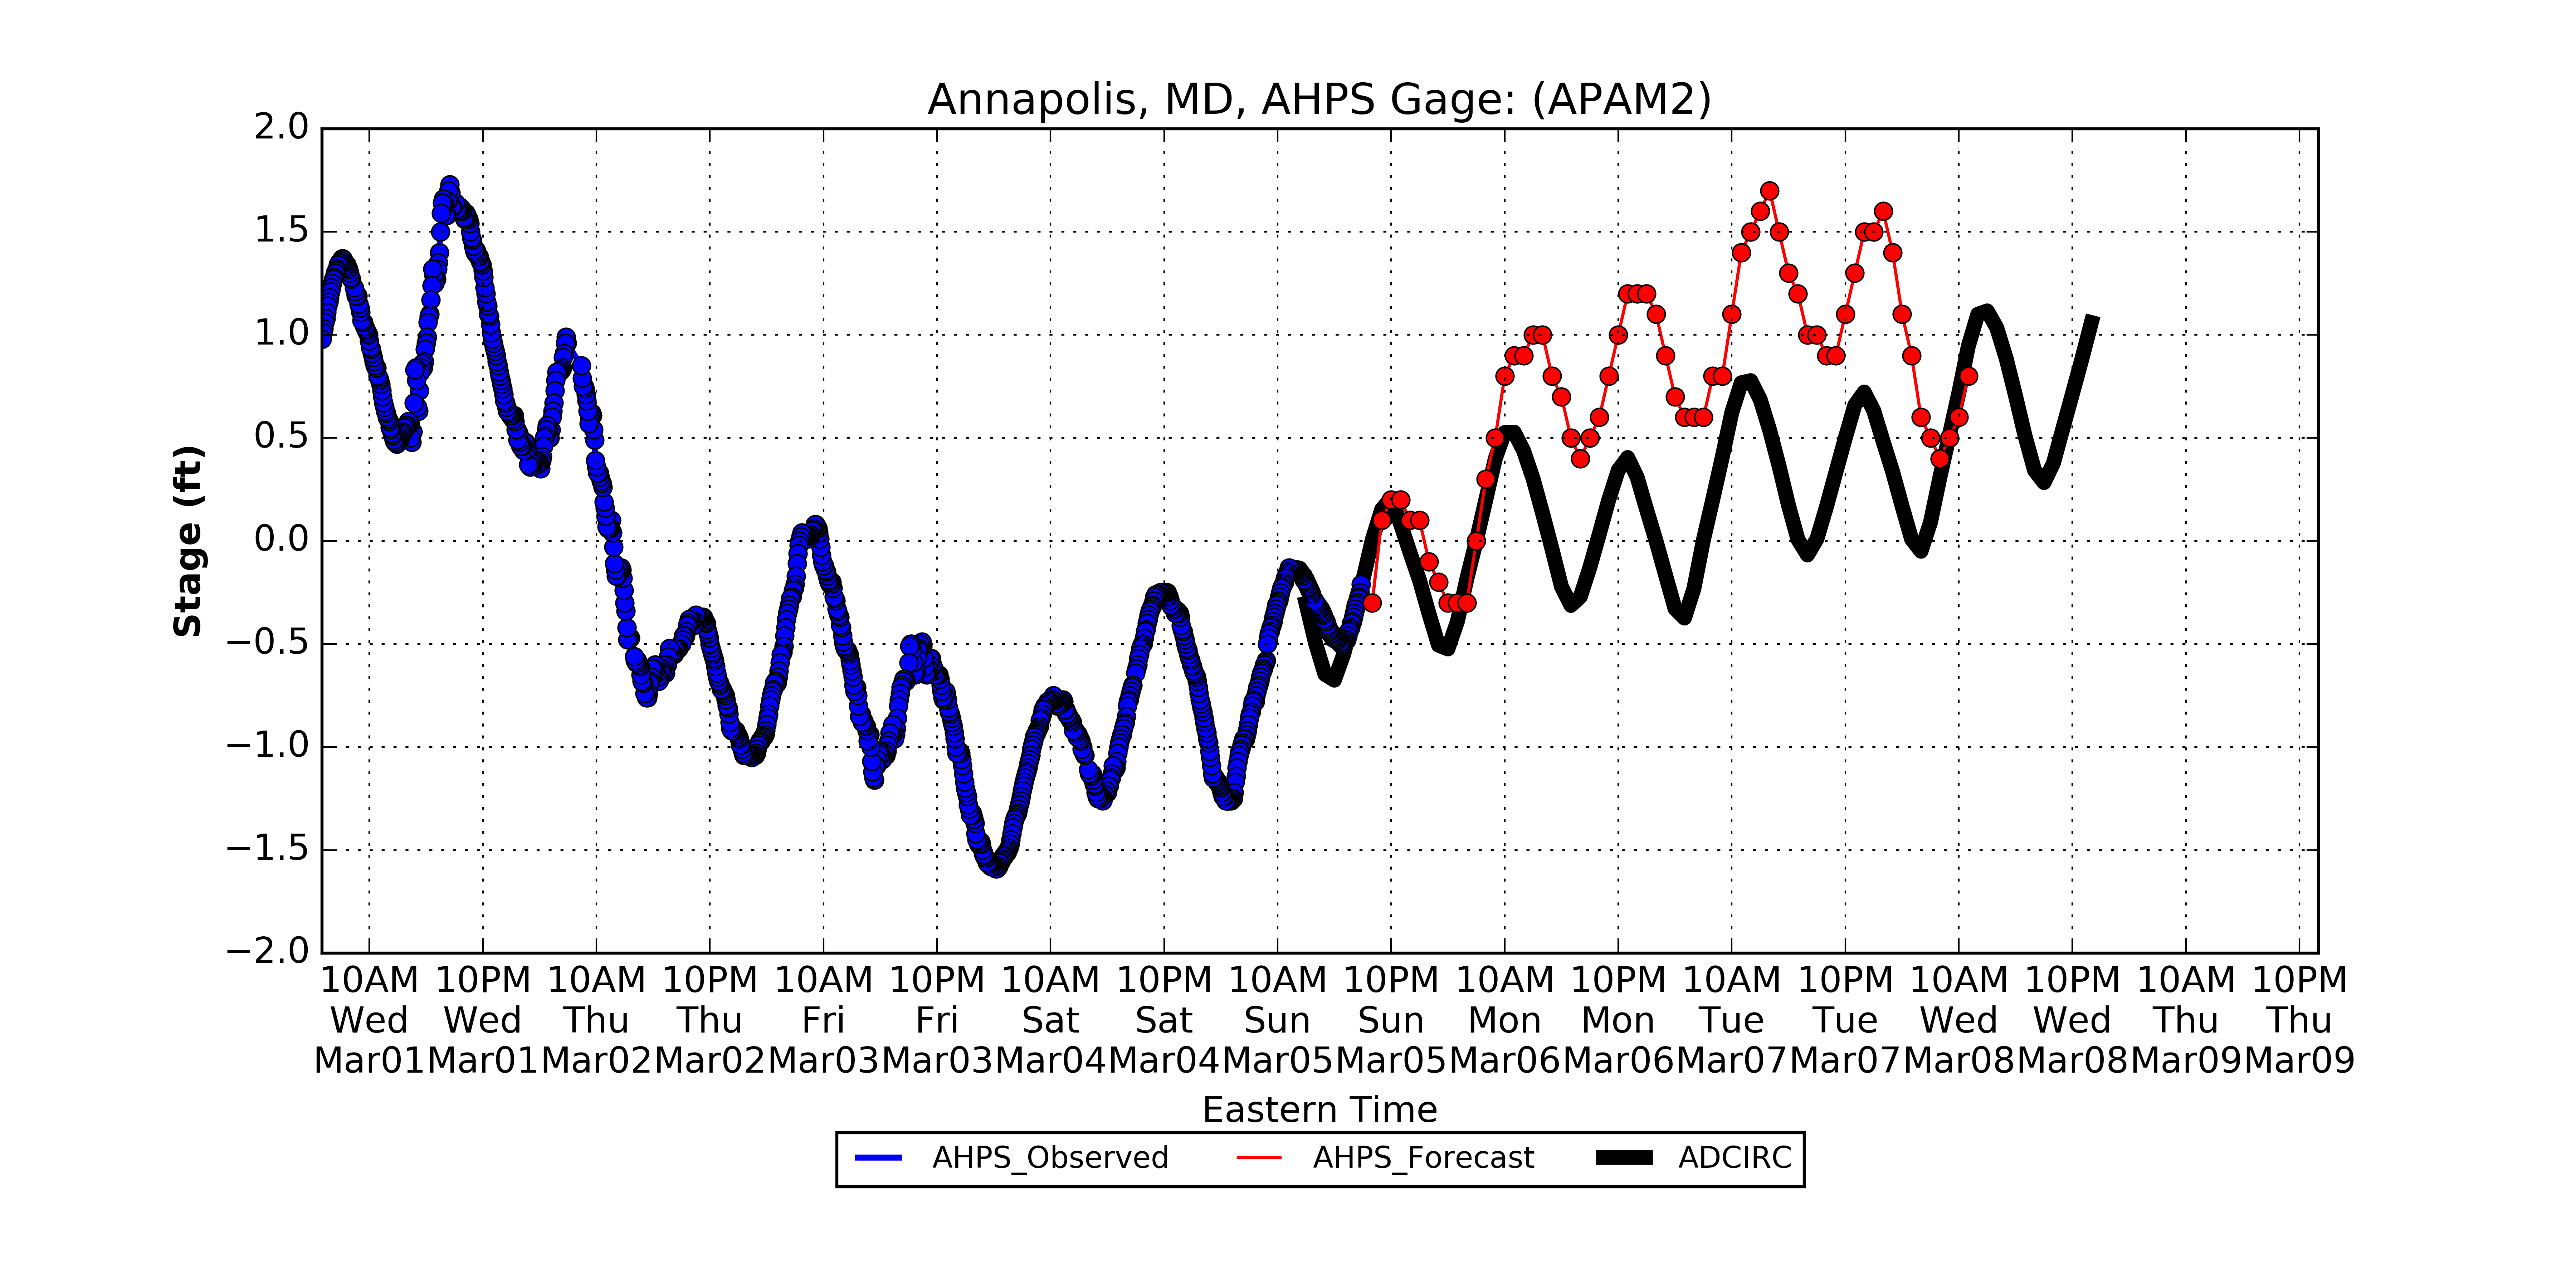 Annapolis, MD, AHPS Gage: (APAM2)
2.0
1.5
1.0
0.5
0.0
−0.5
−1.0
−1.5
−2.0
Stage (ft)
10AM 10PM 10AM 10PM 10AM 10PM 10AM 10PM 10AM 10PM 10AM 10PM 10AM 10PM 10AM 10PM 10AM 10PM
Wed Wed Thu Thu Fri Fri Sat Sat Sun Sun Mon Mon Tue Tue Wed Wed Thu Thu
Mar01 Mar01 Mar02 Mar02 Mar03 Mar03 Mar04 Mar04 Mar05 Mar05 Mar06 Mar06 Mar07 Mar07 Mar08 Mar08 Mar09 Mar09
Eastern Time
AHPS_Observed AHPS_Forecast ADCIRC